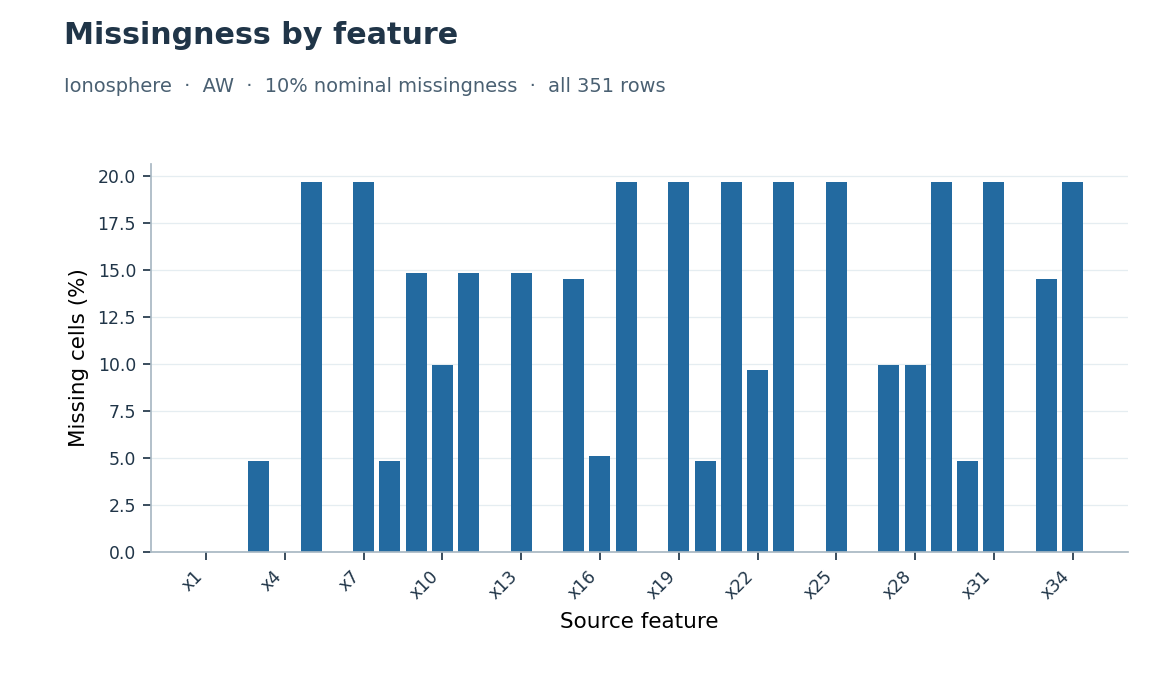 Missingness by feature
Ionosphere · AW · 10% nominal missingness · all 351 rows
20.0
17.5
15.0
12.5
10.0
7.5
5.0
2.5
0.0
Missing cells (%)
x1 x4 x7 x10 x13 x16 x19 x22 x25 x28 x31 x34
Source feature